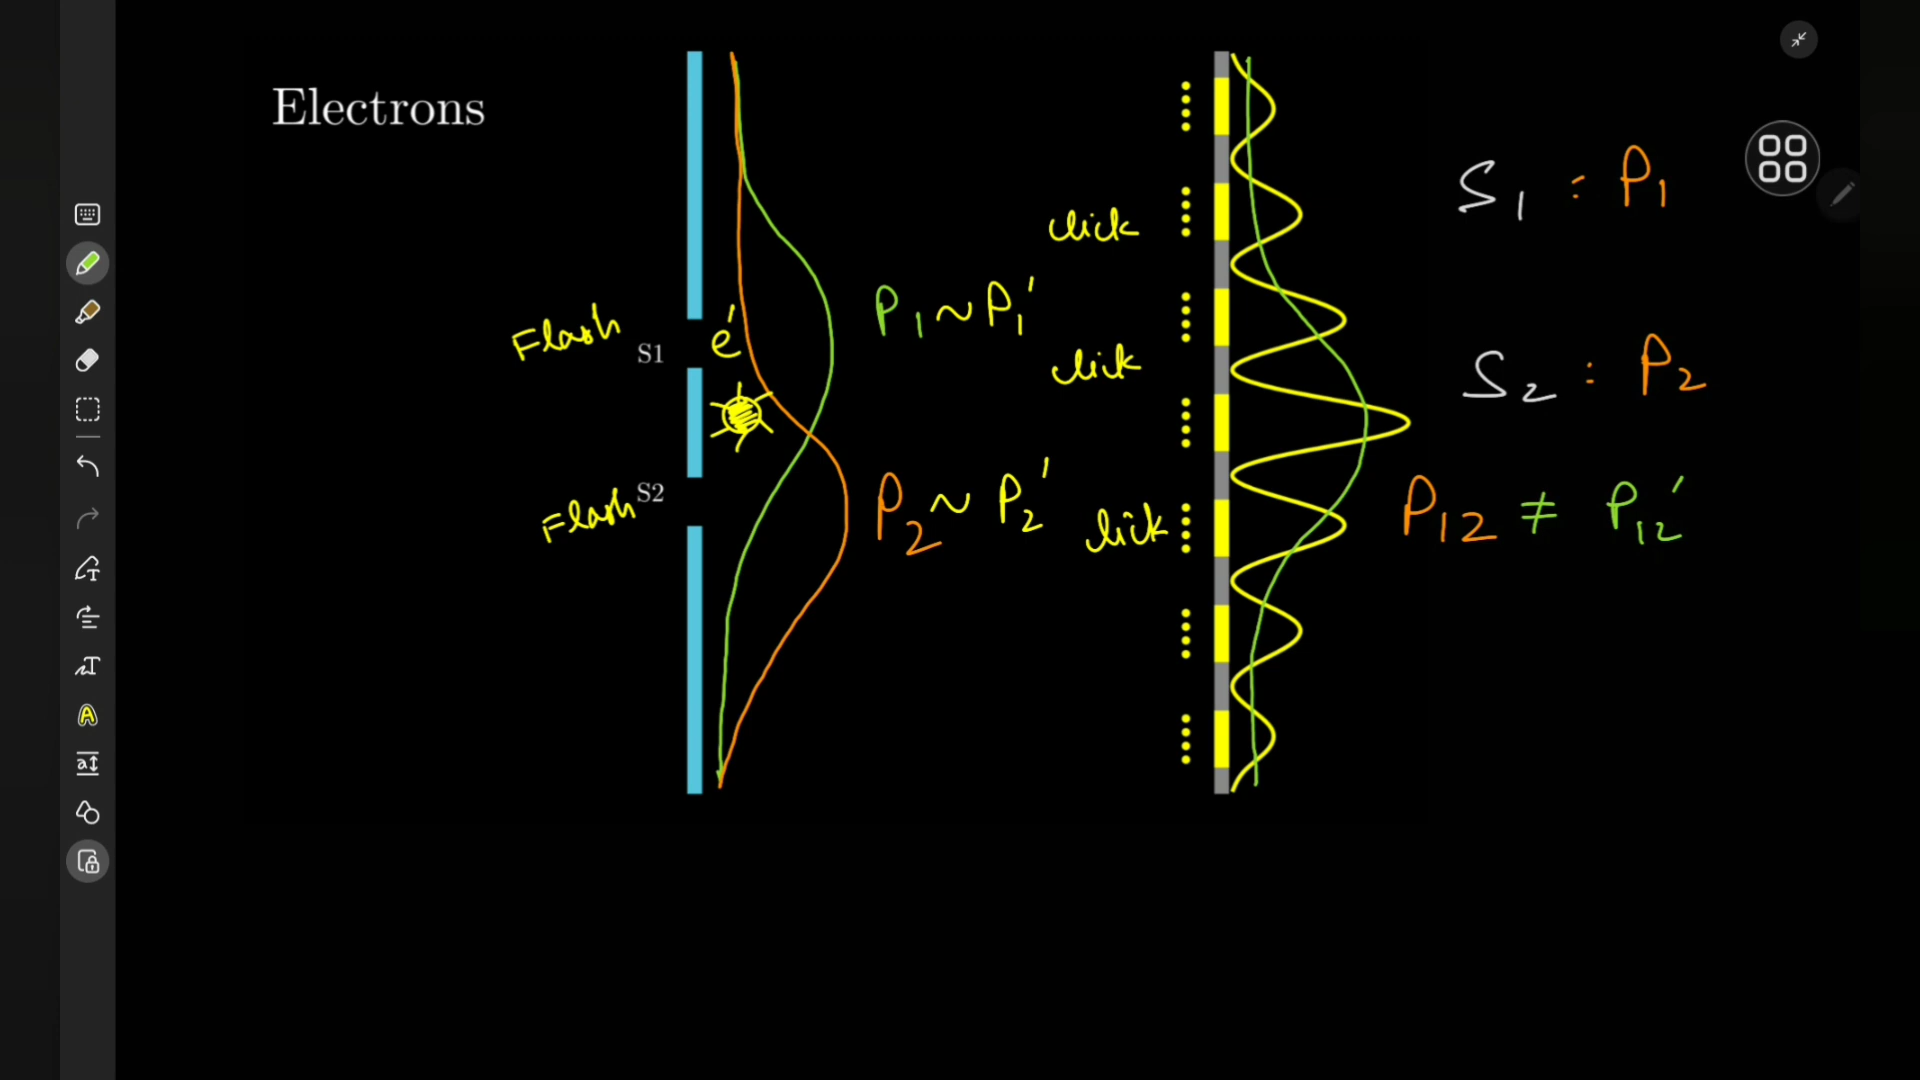 Electrons
S₁ : P₁
click
Flash S1 e′ P₁ ~ P₁′
click
S₂ : P₂
Flash S2 P₂ ~ P₂′
click P₁₂ ≠ P₁₂′